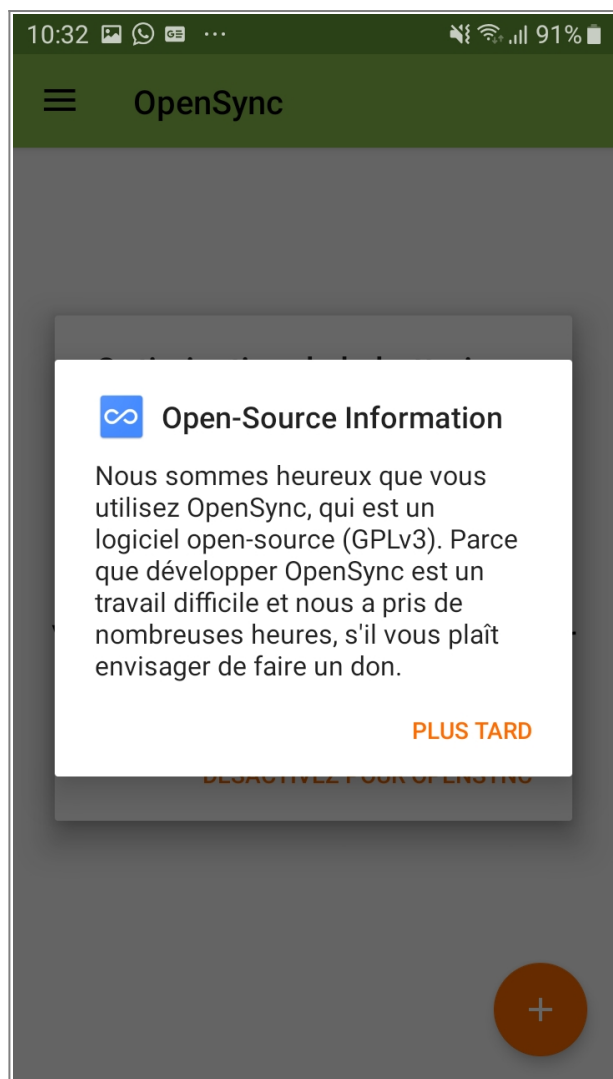 10:32 91%
OpenSync
Open-Source Information
Nous sommes heureux que vous
utilisez OpenSync, qui est un
logiciel open-source (GPLv3). Parce
que développer OpenSync est un
travail difficile et nous a pris de
nombreuses heures, s'il vous plaît
envisager de faire un don.
PLUS TARD